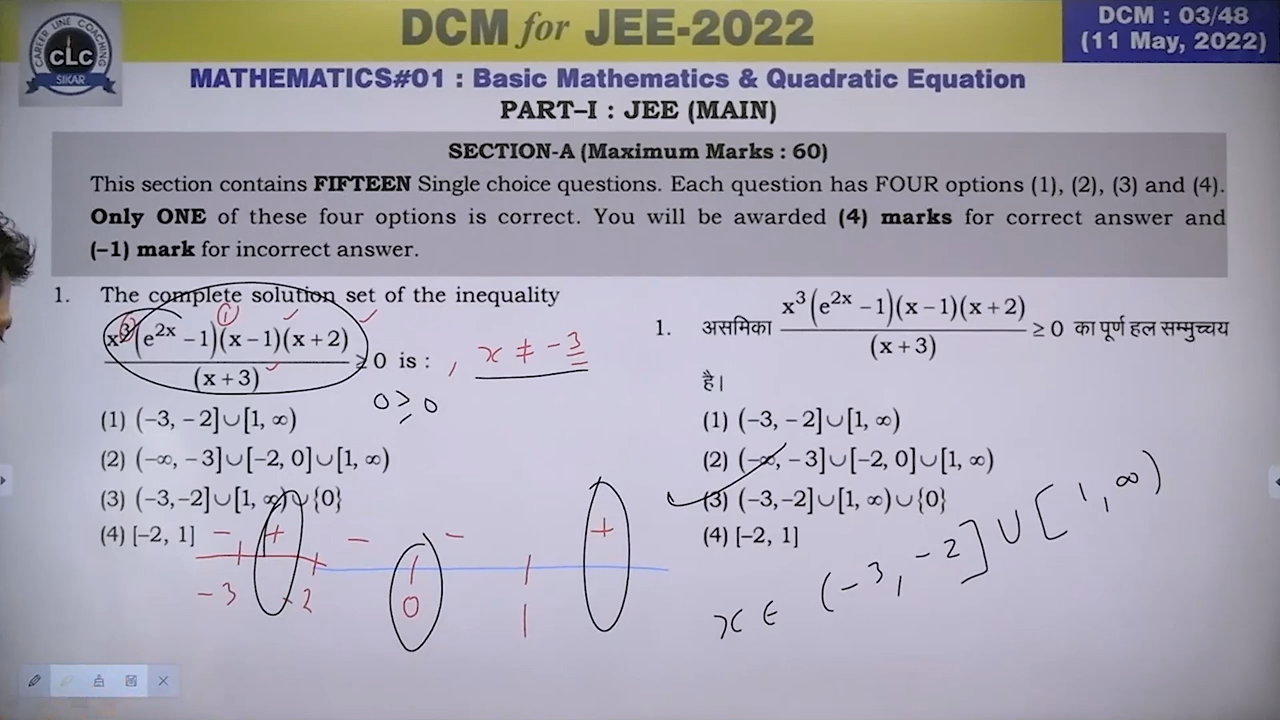 DCM for JEE-2022
DCM : 03/48
(11 May, 2022)
CAREER LINE COACHING
CLC
SIKAR
MATHEMATICS#01 : Basic Mathematics & Quadratic Equation
PART–I : JEE (MAIN)
SECTION-A (Maximum Marks : 60)
This section contains FIFTEEN Single choice questions. Each question has FOUR options (1), (2), (3) and (4).
Only ONE of these four options is correct. You will be awarded (4) marks for correct answer and
(–1) mark for incorrect answer.
1. The complete solution set of the inequality
x³(e²ˣ – 1)(x – 1)(x + 2) / (x + 3) ≥ 0 is : , x ≠ -3
0 ≥ 0
(1) (–3, – 2]∪[1, ∞)
(2) (–∞, – 3]∪[–2, 0]∪[1, ∞)
(3) (–3,–2]∪[1, ∞)∪{0}
(4) [–2, 1]
- + - - +
-3 -2 0 1
1. असमिका x³(e²ˣ – 1)(x – 1)(x + 2) / (x + 3) ≥ 0 का पूर्ण हल सम्मुच्चय
है।
(1) (–3, – 2]∪[1, ∞)
(2) (–∞, – 3]∪[–2, 0]∪[1, ∞)
(3) (–3,–2]∪[1, ∞)∪{0}
(4) [–2, 1]
x ∈ (-3, -2] ∪ [1, ∞)